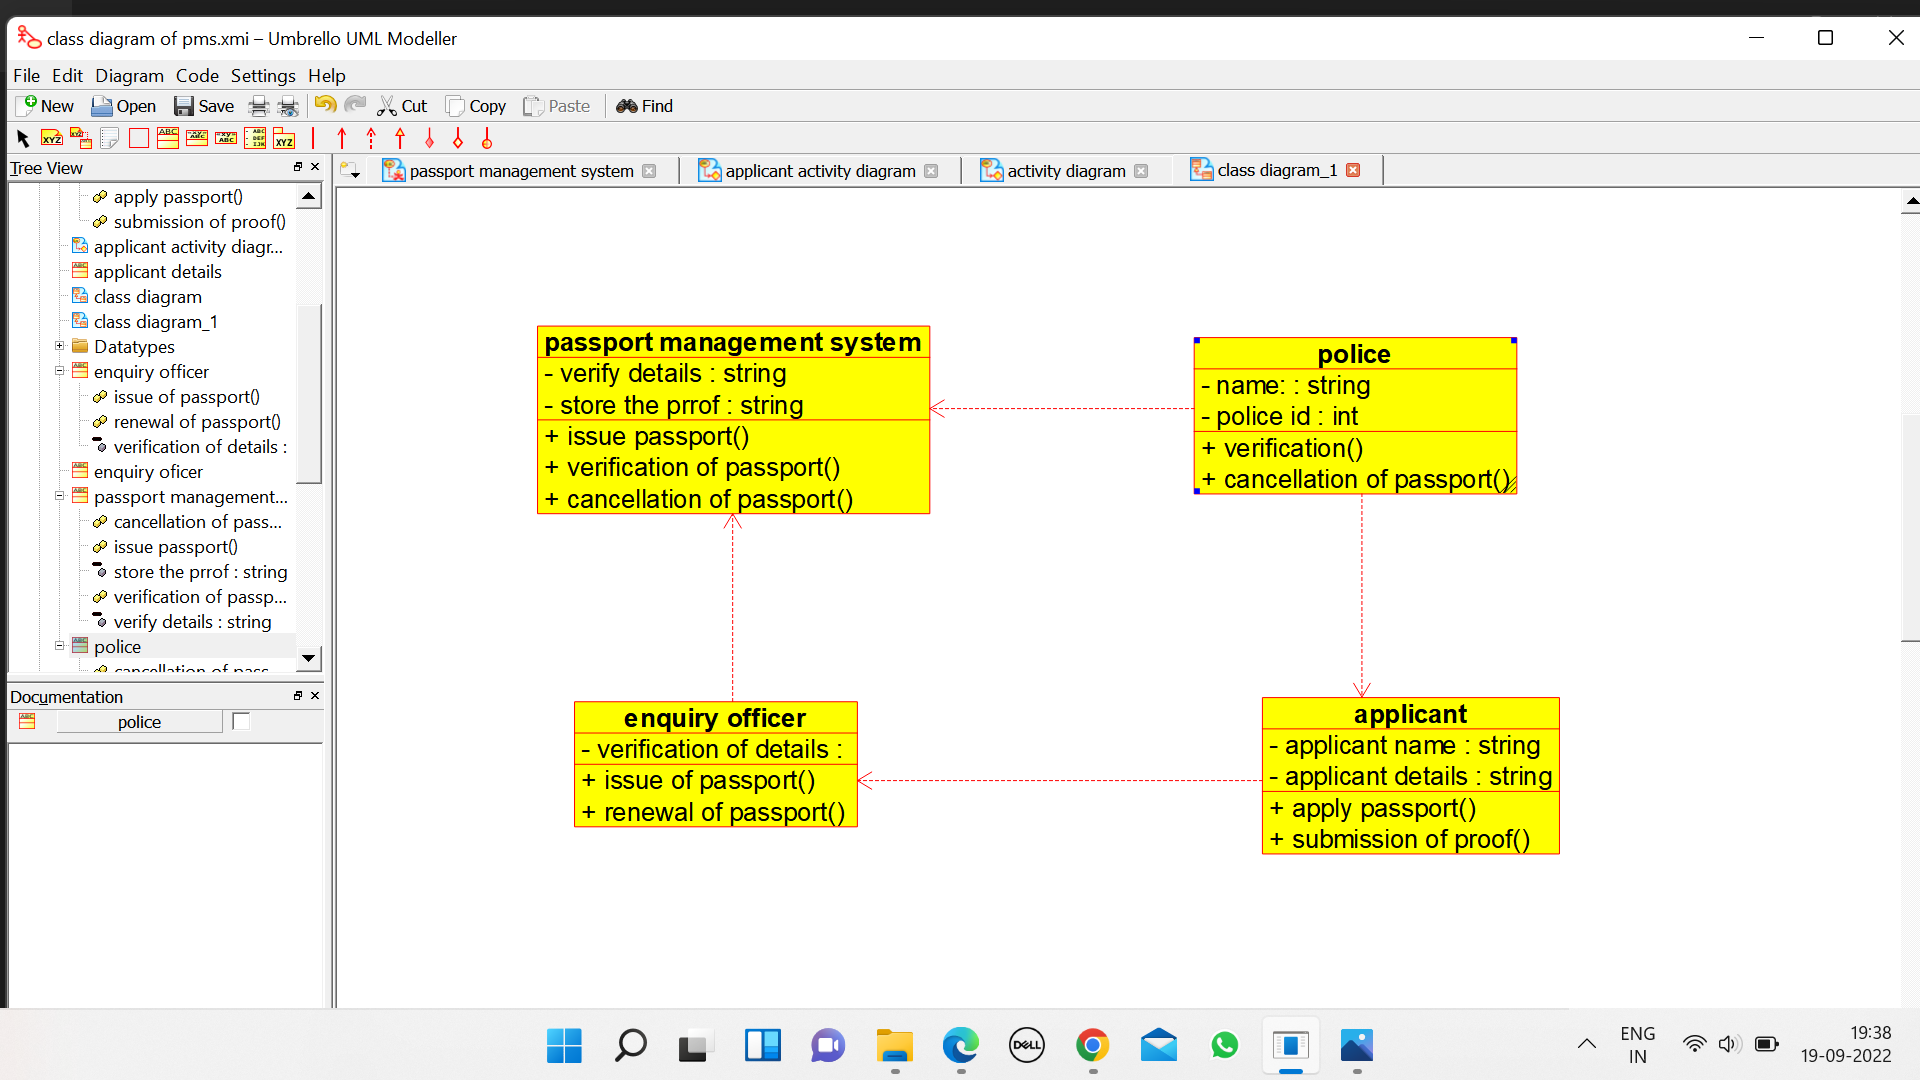 class diagram of pms.xmi – Umbrello UML Modeller
File Edit Diagram Code Settings Help
New Open Save Cut Copy Paste Find
Tree View
passport management system
applicant activity diagram
activity diagram
class diagram_1
apply passport()
submission of proof()
applicant activity diagr...
applicant details
class diagram
class diagram_1
Datatypes
enquiry officer
issue of passport()
renewal of passport()
verification of details :
enquiry oficer
passport management...
cancellation of pass...
issue passport()
store the prrof : string
verification of passp...
verify details : string
police
cancellation of pass
Documentation
police
passport management system
- verify details : string
- store the prrof : string
+ issue passport()
+ verification of passport()
+ cancellation of passport()
police
- name: : string
- police id : int
+ verification()
+ cancellation of passport()
enquiry officer
- verification of details :
+ issue of passport()
+ renewal of passport()
applicant
- applicant name : string
- applicant details : string
+ apply passport()
+ submission of proof()
DELL
ENG
IN
19:38
19-09-2022